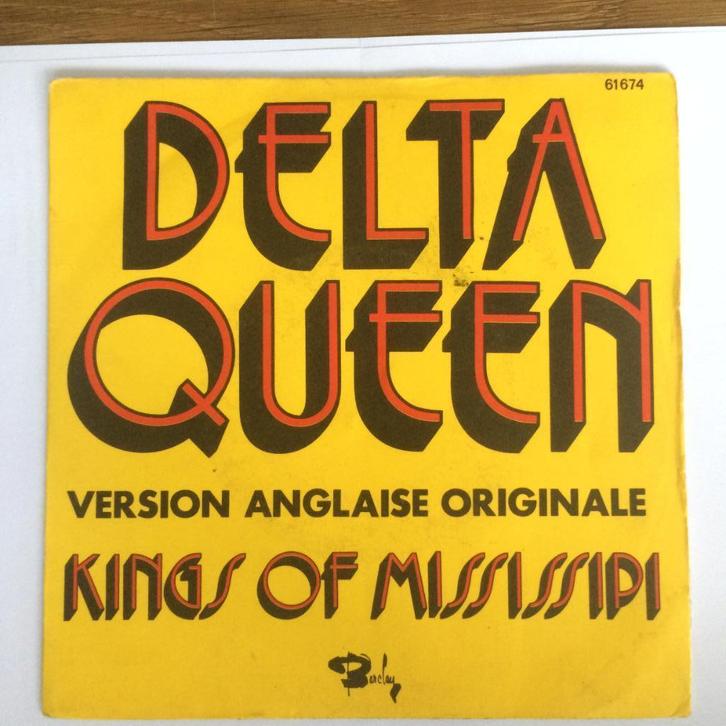 61674
DELTA
QUEEN
VERSION ANGLAISE ORIGINALE
KINGS OF MISSISSIPI
Barclay